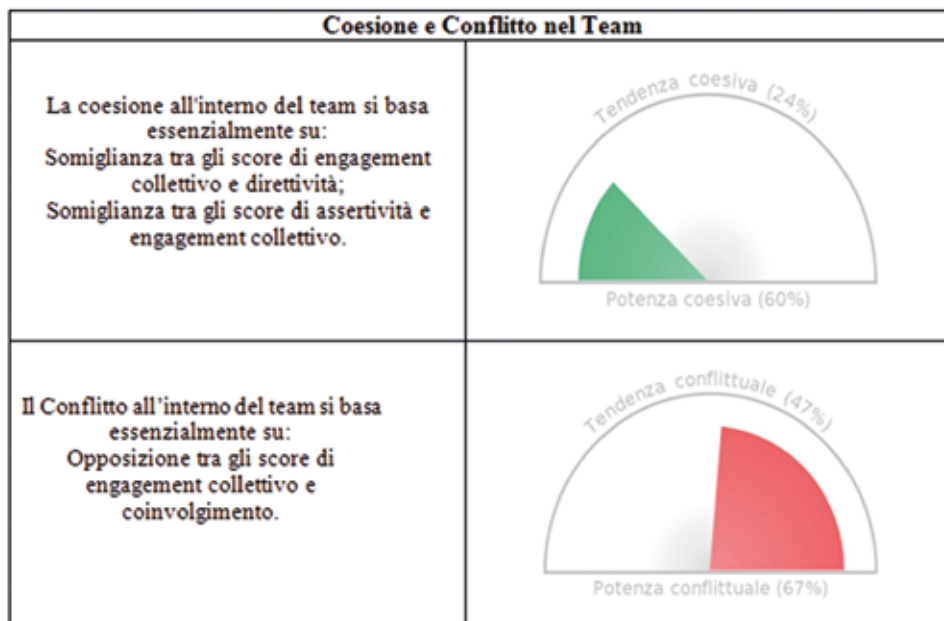 Coesione e Conflitto nel Team
La coesione all'interno del team si basa
essenzialmente su:
Somiglianza tra gli score di engagement
collettivo e direttività;
Somiglianza tra gli score di assertività e
engagement collettivo.
Tendenza coesiva (24%)
Potenza coesiva (60%)
Il Conflitto all’interno del team si basa
essenzialmente su:
Opposizione tra gli score di
engagement collettivo e
coinvolgimento.
Tendenza conflittuale (47%)
Potenza conflittuale (67%)